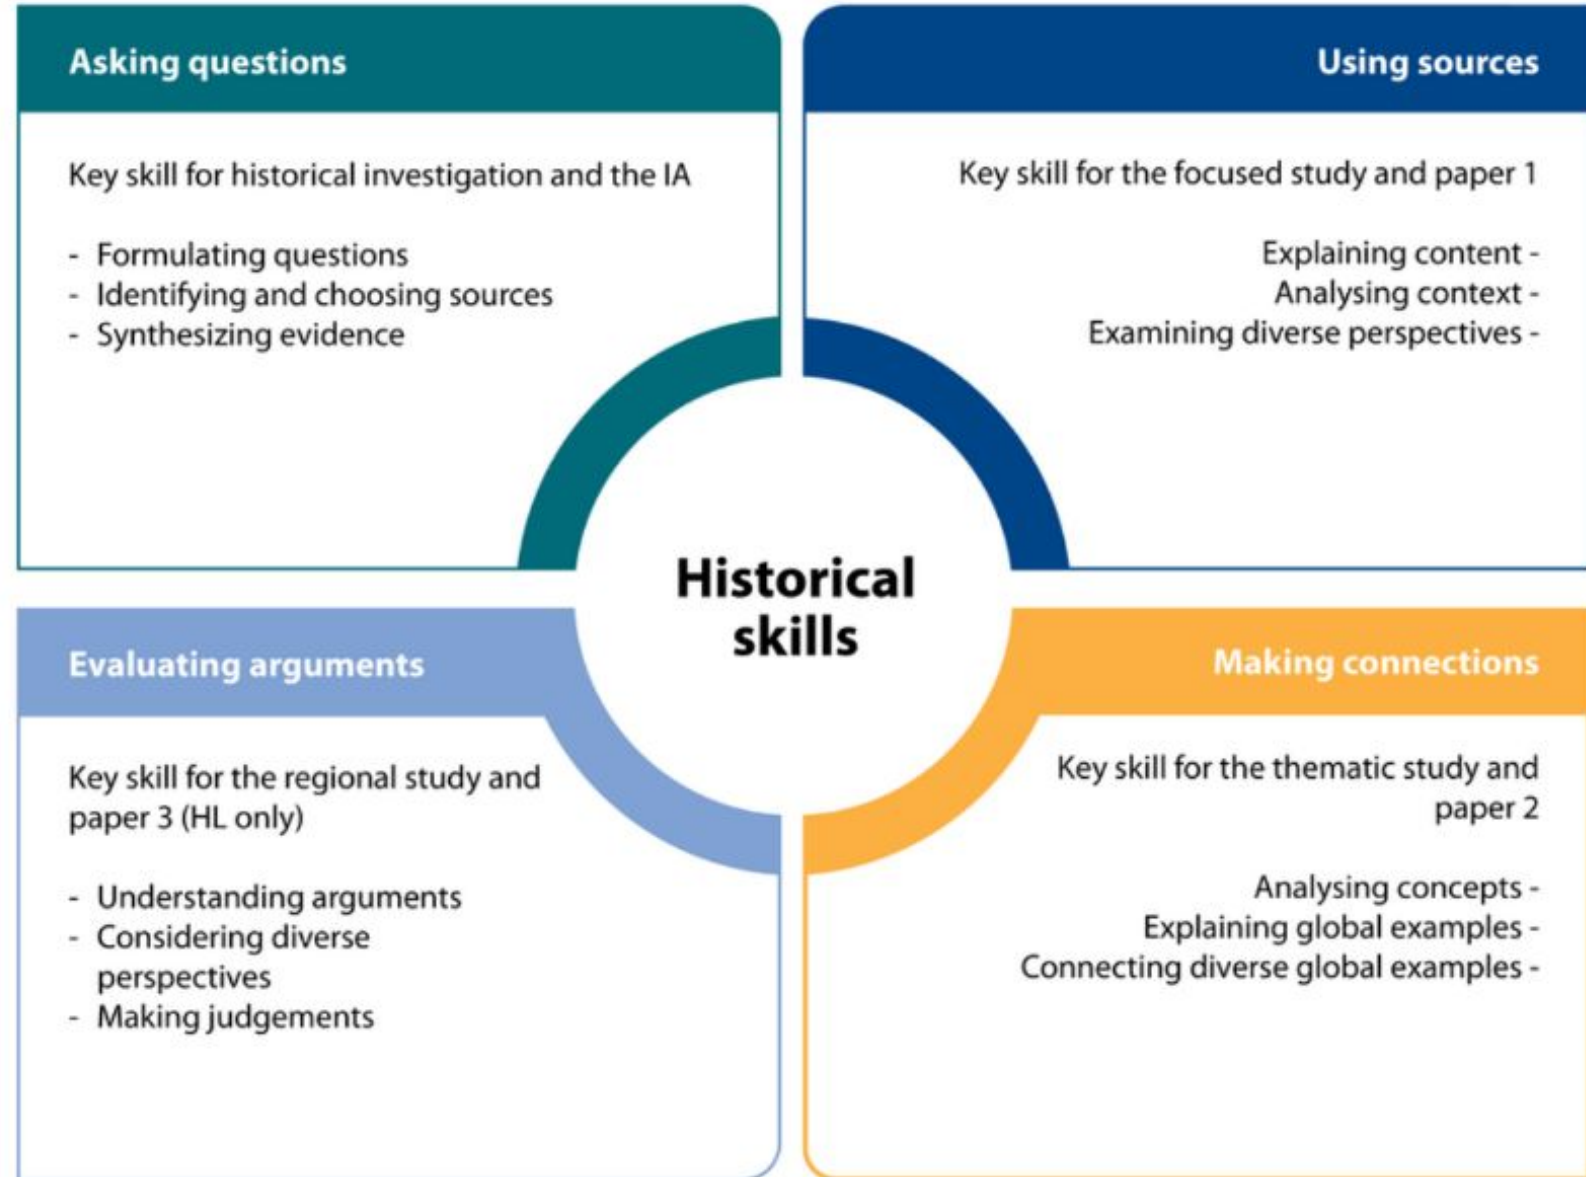 Asking questions
Key skill for historical investigation and the IA
- Formulating questions
- Identifying and choosing sources
- Synthesizing evidence
Using sources
Key skill for the focused study and paper 1
Explaining content -
Analysing context -
Examining diverse perspectives -
Historical
skills
Evaluating arguments
Key skill for the regional study and
paper 3 (HL only)
- Understanding arguments
- Considering diverse
perspectives
- Making judgements
Making connections
Key skill for the thematic study and
paper 2
Analysing concepts -
Explaining global examples -
Connecting diverse global examples -